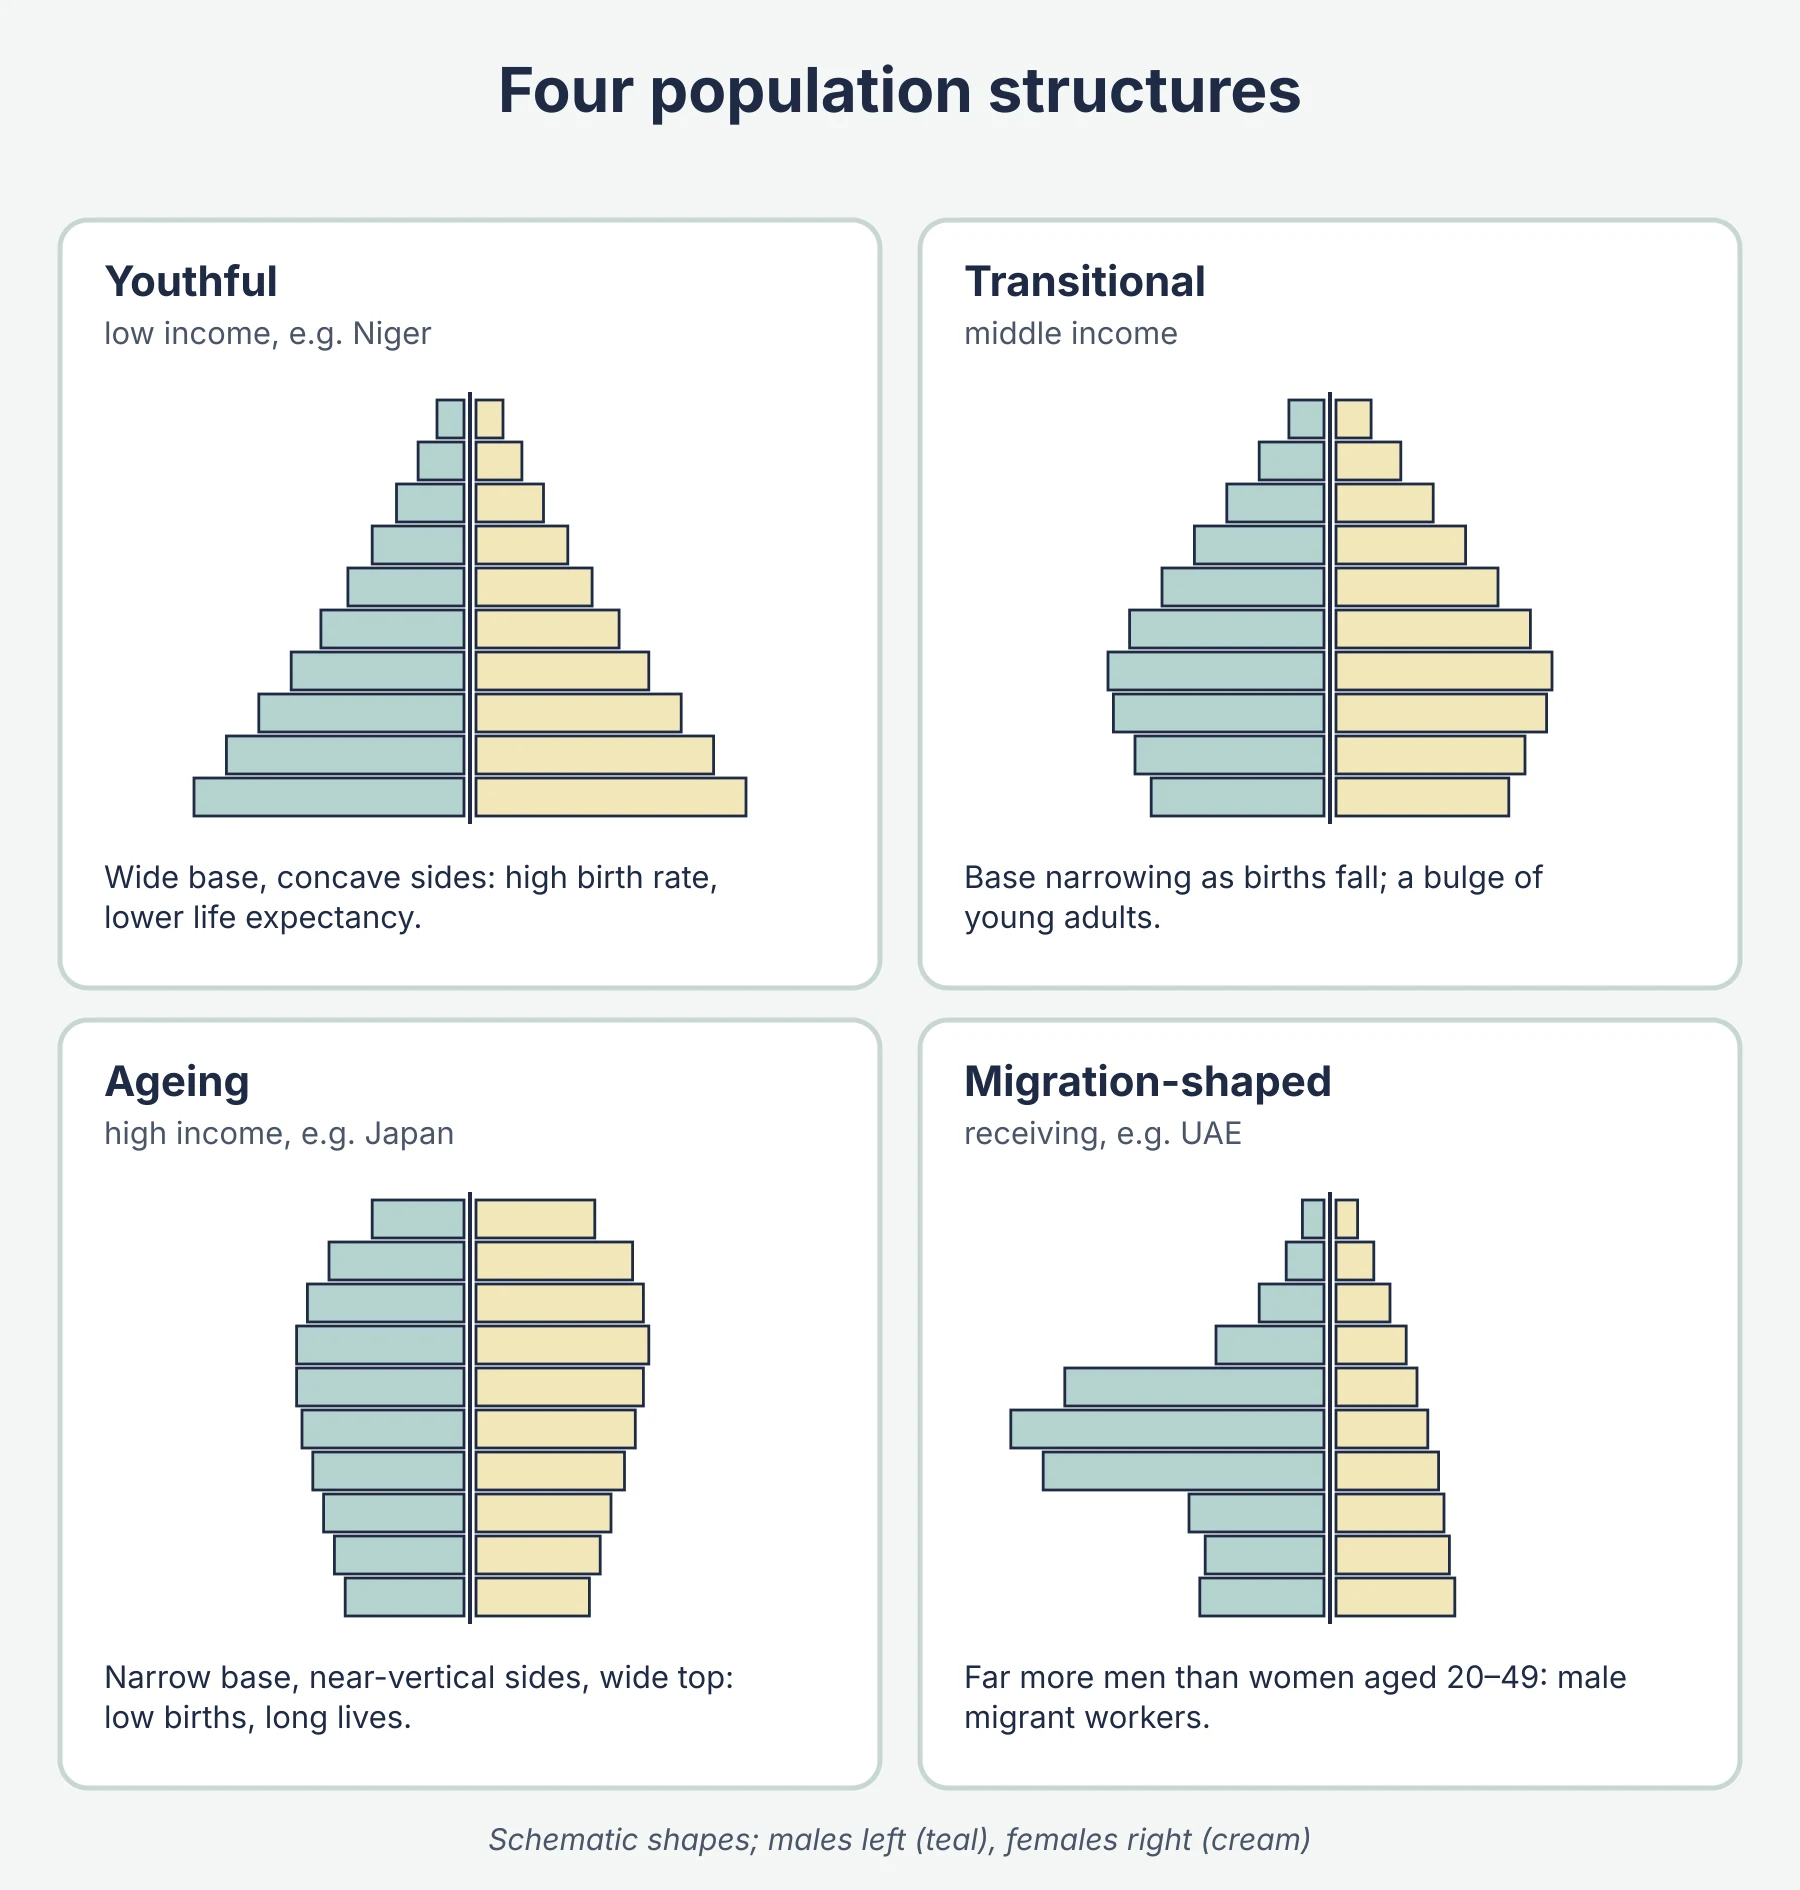 Four population structures
Youthful
low income, e.g. Niger
Wide base, concave sides: high birth rate,
lower life expectancy.
Transitional
middle income
Base narrowing as births fall; a bulge of
young adults.
Ageing
high income, e.g. Japan
Narrow base, near-vertical sides, wide top:
low births, long lives.
Migration-shaped
receiving, e.g. UAE
Far more men than women aged 20–49: male
migrant workers.
Schematic shapes; males left (teal), females right (cream)